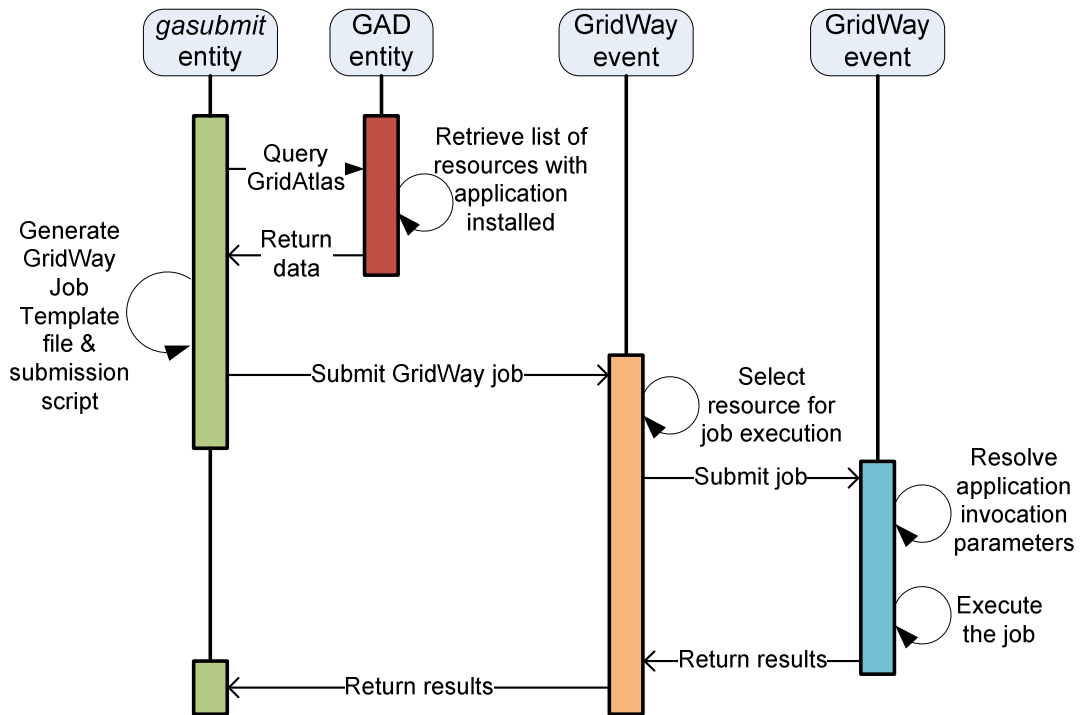 gasubmit
entity
GAD
entity
GridWay
event
GridWay
event
Query
GridAtlas
Retrieve list of
resources with
application
installed
Return
data
Generate
GridWay
Job
Template
file &
submission
script
Submit GridWay job
Select
resource for
job execution
Submit job
Resolve
application
invocation
parameters
Execute
the job
Return results
Return results